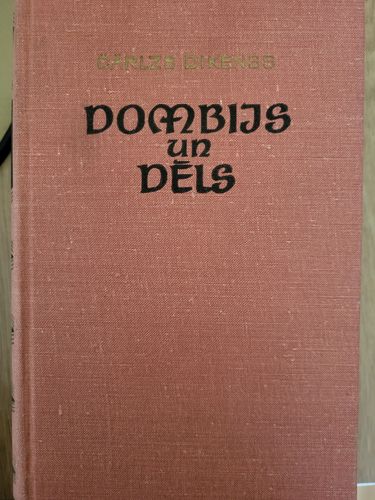 ČĀRLZS DIKENSS
DOMBIJS
un
DĒLS